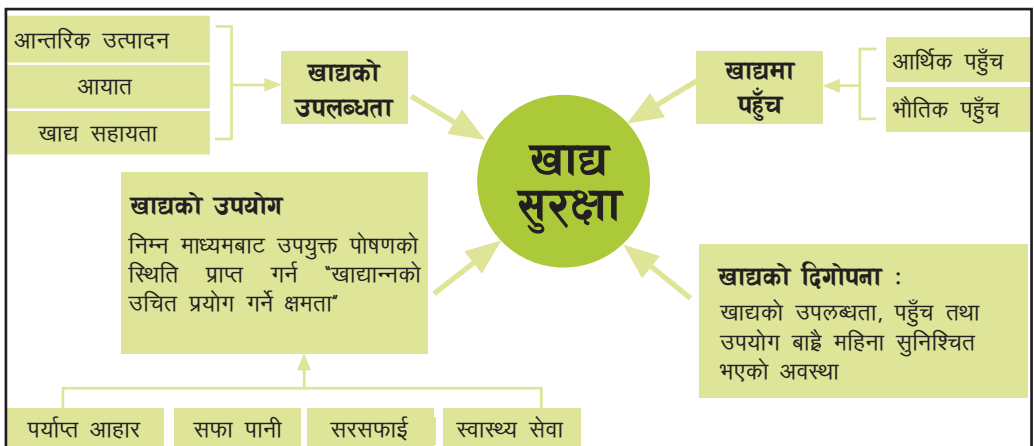 आन्तरिक उत्पादन
आयात
खाद्य सहायता
खाद्यको
उपलब्धता
खाद्यमा
पहुँच
आर्थिक पहुँच
भौतिक पहुँच
खाद्य
सुरक्षा
खाद्यको उपयोग
निम्न माध्यमबाट उपयुक्त पोषणको
स्थिति प्राप्त गर्न "खाद्यान्नको
उचित प्रयोग गर्ने क्षमता"
खाद्यको दिगोपना :
खाद्यको उपलब्धता, पहुँच तथा
उपयोग बाह्रै महिना सुनिश्चित
भएको अवस्था
पर्याप्त आहार
सफा पानी
सरसफाई
स्वास्थ्य सेवा